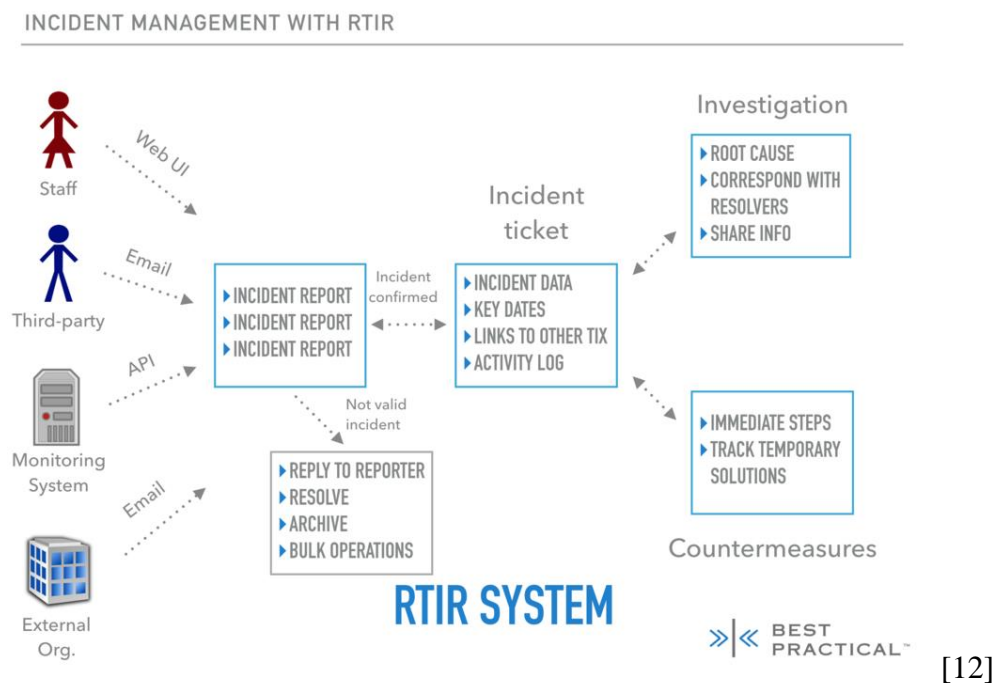 INCIDENT MANAGEMENT WITH RTIR
Staff
Web UI
Third-party
Email
Monitoring
System
API
External
Org.
Email
INCIDENT REPORT
INCIDENT REPORT
INCIDENT REPORT
Incident
confirmed
Not valid
incident
REPLY TO REPORTER
RESOLVE
ARCHIVE
BULK OPERATIONS
Incident
ticket
INCIDENT DATA
KEY DATES
LINKS TO OTHER TIX
ACTIVITY LOG
Investigation
ROOT CAUSE
CORRESPOND WITH
RESOLVERS
SHARE INFO
IMMEDIATE STEPS
TRACK TEMPORARY
SOLUTIONS
Countermeasures
RTIR SYSTEM
BEST
PRACTICAL™
[12]